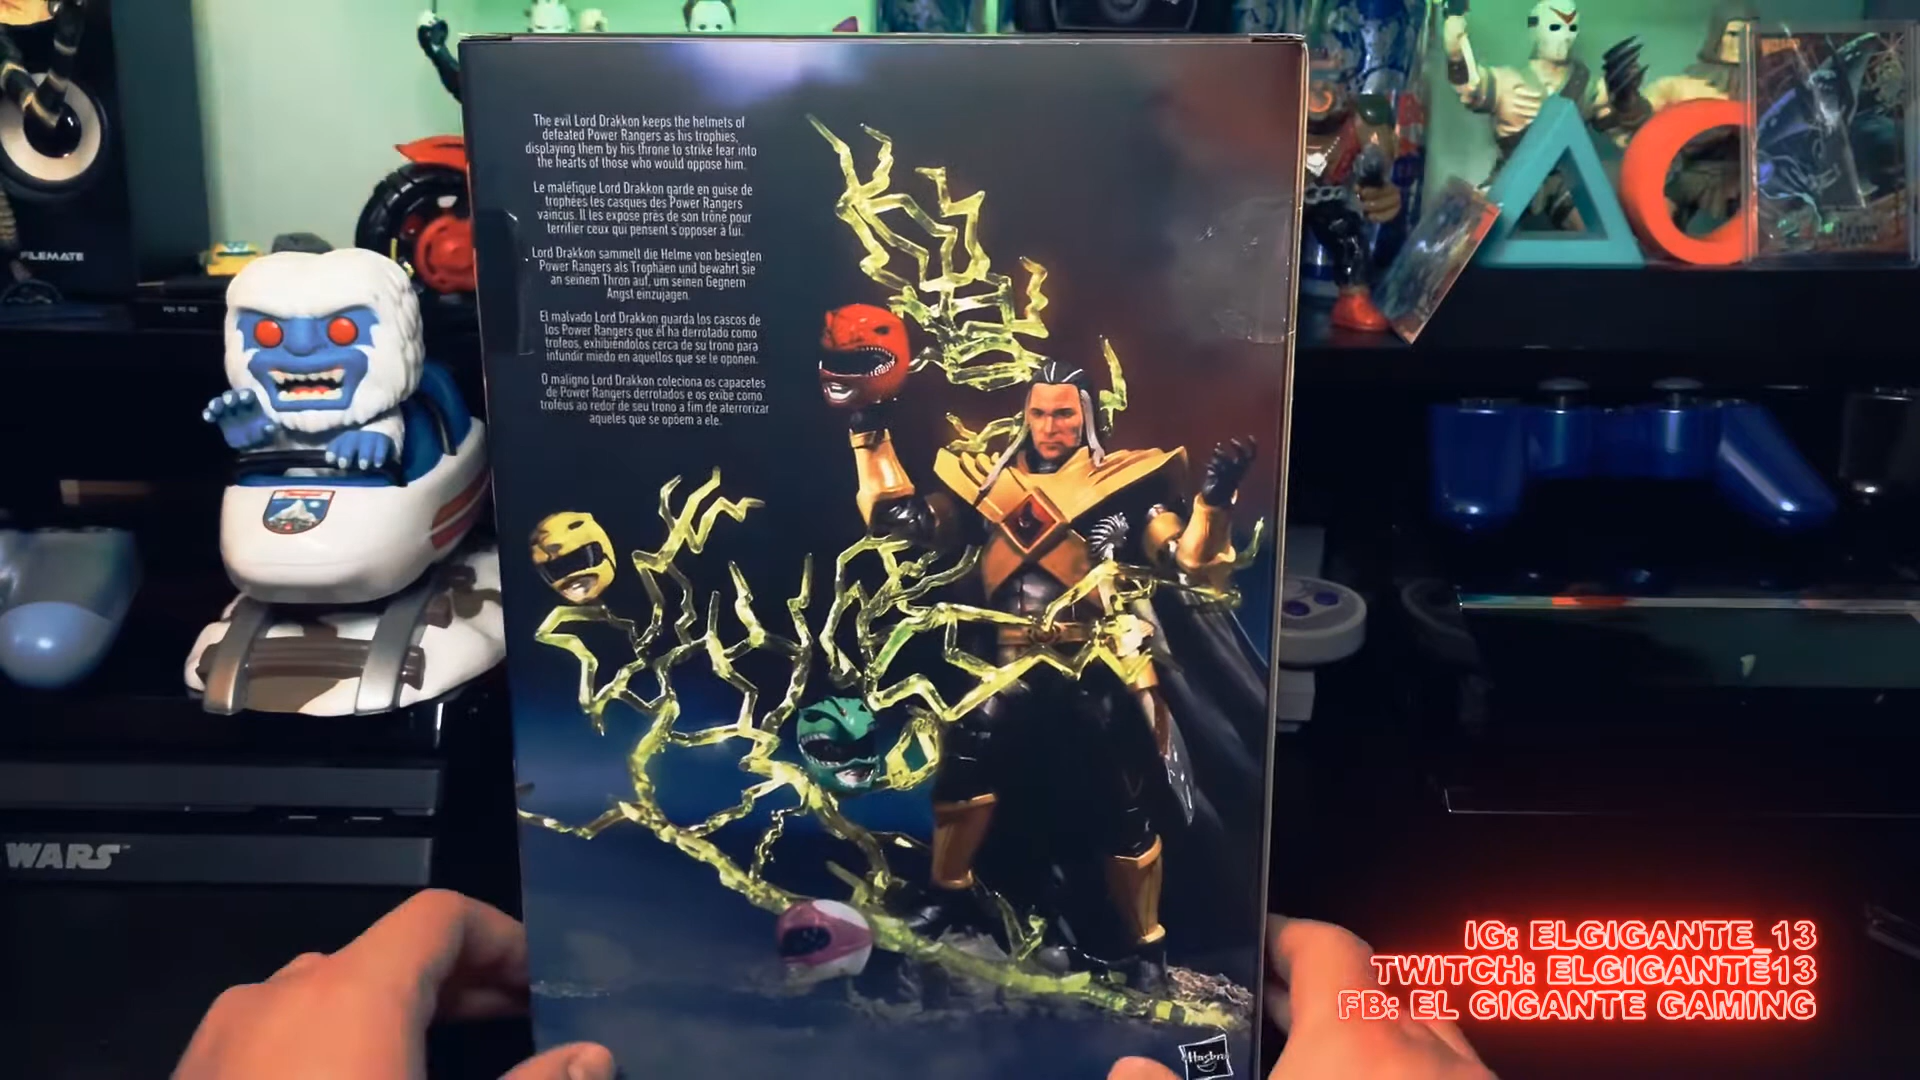 The evil Lord Drakkon keeps the helmets of
defeated Power Rangers as his trophies,
displaying them by his throne to strike fear into
the hearts of those who would oppose him.
Le maléfique Lord Drakkon garde en guise de
trophées les casques des Power Rangers
vaincus. Il les expose près de son trône pour
terrifier ceux qui pensent s'opposer à lui.
Lord Drakkon sammelt die Helme von besiegten
Power Rangers als Trophäen und bewahrt sie
an seinem Thron auf, um seinen Gegnern
Angst einzujagen.
El malvado Lord Drakkon guarda los cascos de
los Power Rangers que él ha derrotado como
trofeos, exhibiéndolos cerca de su trono para
infundir miedo en aquellos que se le oponen.
O maligno Lord Drakkon coleciona os capacetes
de Power Rangers derrotados e os exibe como
troféus ao redor de seu trono a fim de aterrorizar
aqueles que se opõem a ele.
FILEMATE
WARS
Hasbro
IG: ELGIGANTE_13
TWITCH: ELGIGANTE13
FB: EL GIGANTE GAMING